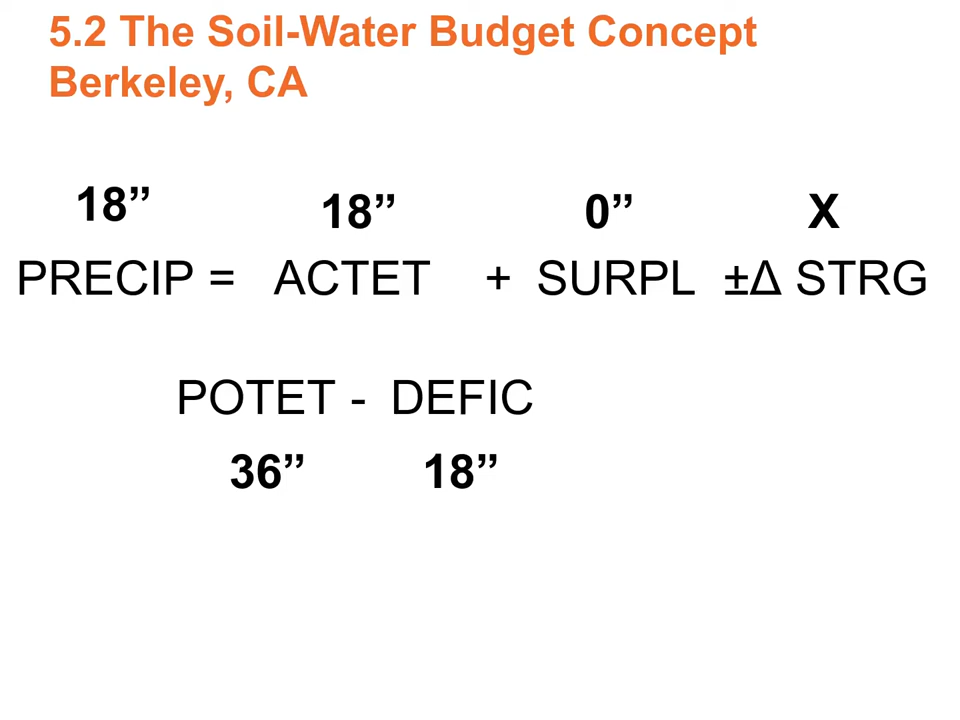 5.2 The Soil-Water Budget Concept
Berkeley, CA
18” 18” 0” X
PRECIP = ACTET + SURPL ±Δ STRG
POTET - DEFIC
36” 18”